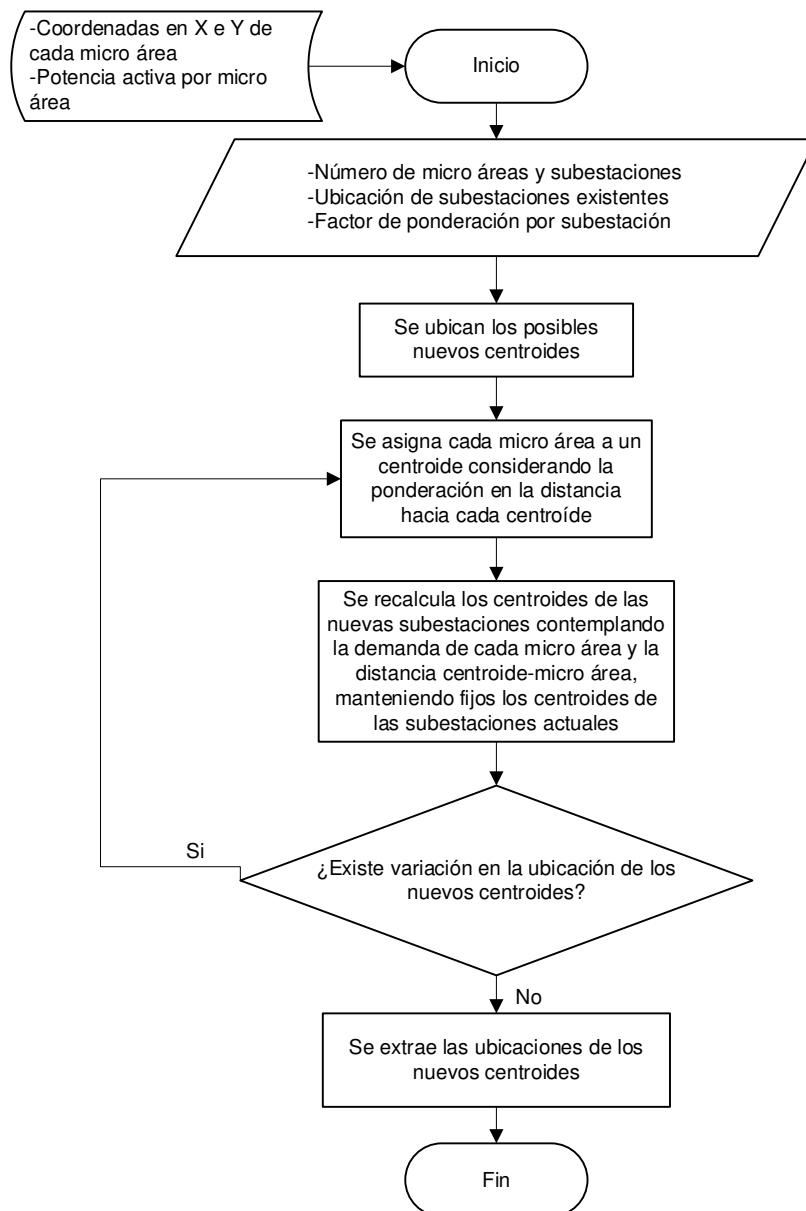 -Coordenadas en X e Y de
cada micro área
-Potencia activa por micro
área
Inicio
-Número de micro áreas y subestaciones
-Ubicación de subestaciones existentes
-Factor de ponderación por subestación
Se ubican los posibles
nuevos centroides
Se asigna cada micro área a un
centroide considerando la
ponderación en la distancia
hacia cada centroíde
Se recalcula los centroides de las
nuevas subestaciones contemplando
la demanda de cada micro área y la
distancia centroide-micro área,
manteniendo fijos los centroides de
las subestaciones actuales
Si
¿Existe variación en la ubicación de los
nuevos centroides?
No
Se extrae las ubicaciones de los
nuevos centroides
Fin